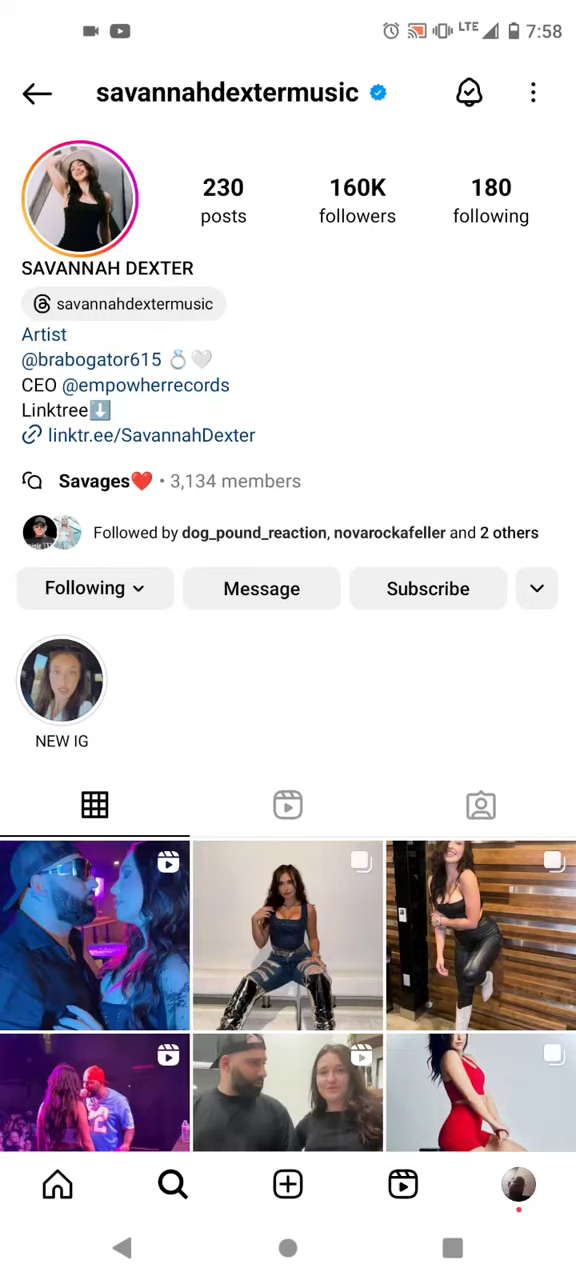 LTE 7:58
savannahdextermusic
230 160K 180
posts followers following
SAVANNAH DEXTER
savannahdextermusic
Artist
@brabogator615 💍🤍
CEO @empowherrecords
Linktree⬇️
linktr.ee/SavannahDexter
Savages❤️ • 3,134 members
Followed by dog_pound_reaction, novarockafeller and 2 others
Following Message Subscribe
NEW IG